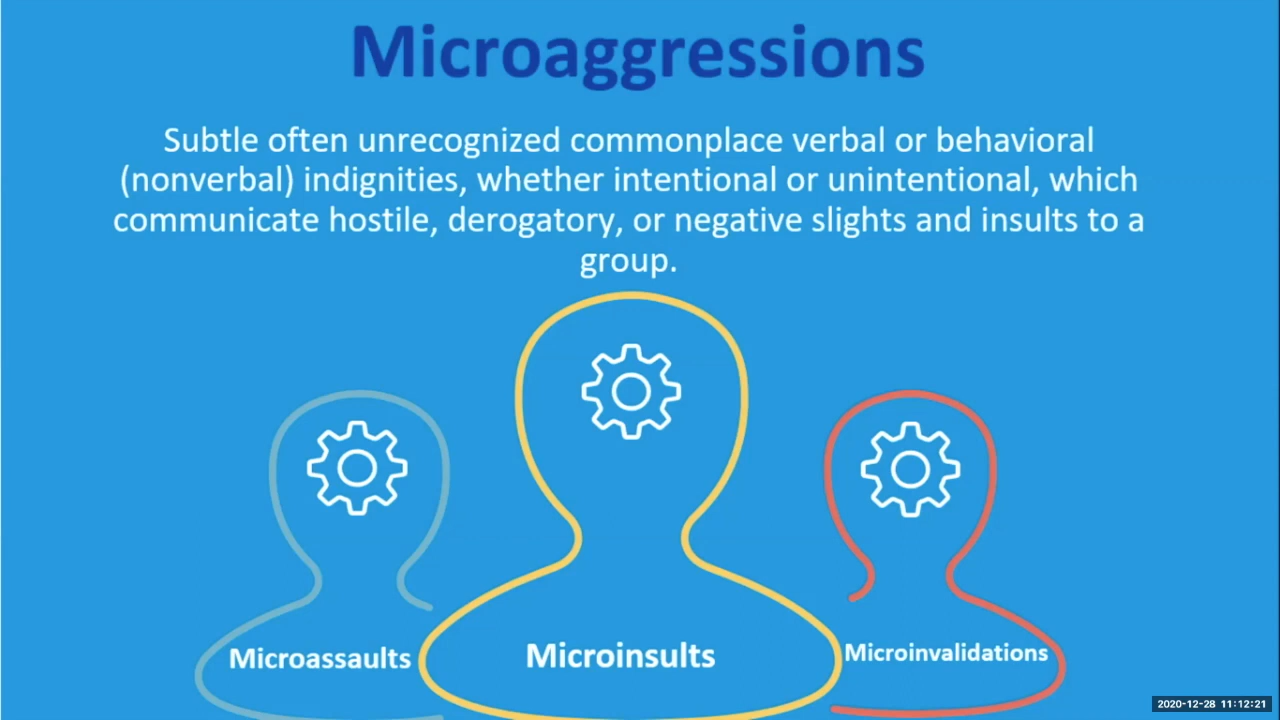 Microaggressions
Subtle often unrecognized commonplace verbal or behavioral
(nonverbal) indignities, whether intentional or unintentional, which
communicate hostile, derogatory, or negative slights and insults to a
group.
Microassaults
Microinsults
Microinvalidations
2020-12-28 11:12:21